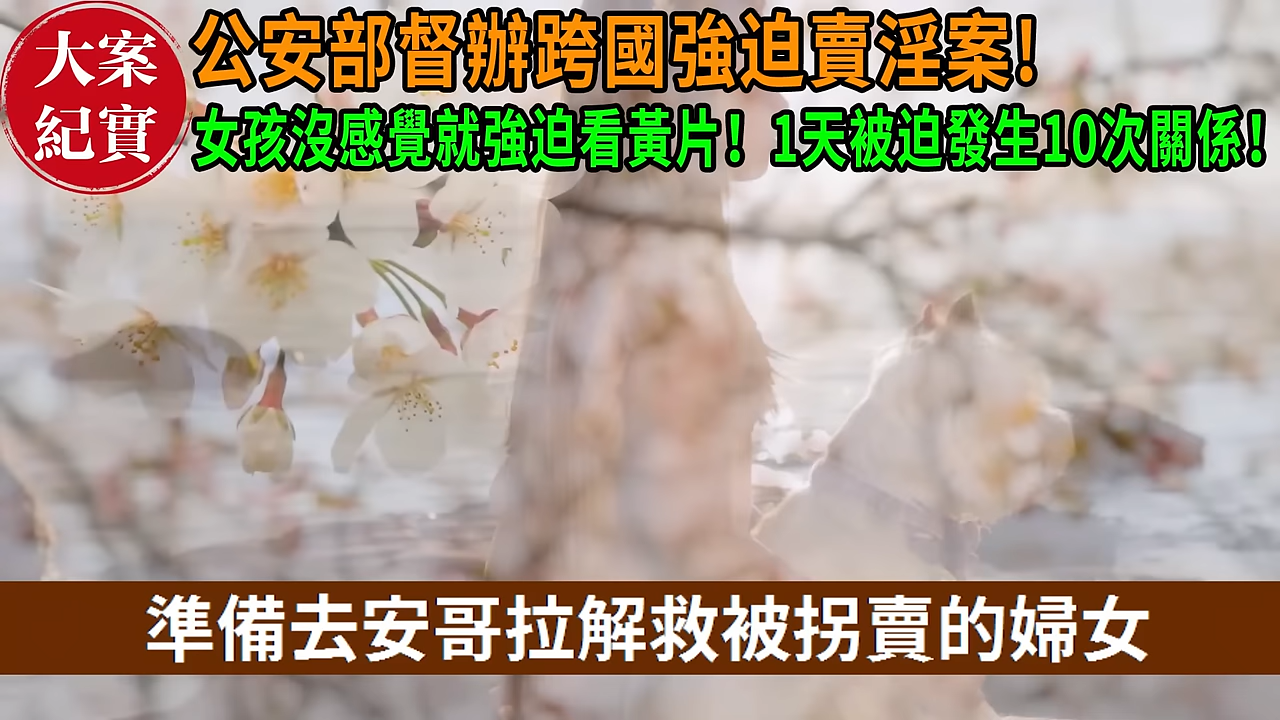 大案
紀實
公安部督辦跨國強迫賣淫案!
女孩沒感覺就強迫看黃片！1天被迫發生10次關係！
準備去安哥拉解救被拐賣的婦女